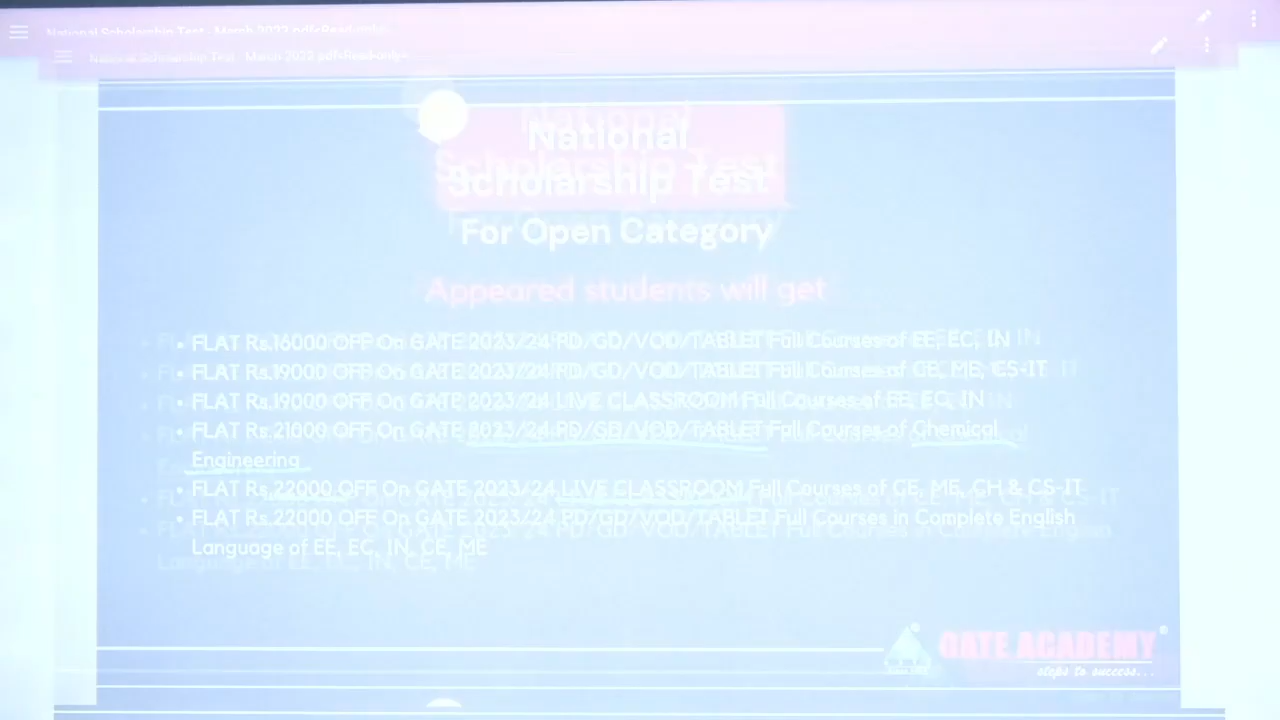 National Scholarship Test - March 2022.pdf<Read-only>
National Scholarship Test - March 2022.pdf<Read-only>
National
Scholarship Test
For Open Category
Appeared students will get
• FLAT Rs.16000 OFF On GATE 2023/24 PD/GD/VOD/TABLET Full Courses of EE, EC, IN
• FLAT Rs.19000 OFF On GATE 2023/24 PD/GD/VOD/TABLET Full Courses of CE, ME, CS-IT
• FLAT Rs.19000 OFF On GATE 2023/24 LIVE CLASSROOM Full Courses of EE, EC, IN
• FLAT Rs.21000 OFF On GATE 2023/24 PD/GD/VOD/TABLET Full Courses of Chemical
Engineering
• FLAT Rs.22000 OFF On GATE 2023/24 LIVE CLASSROOM Full Courses of CE, ME, CH & CS-IT
• FLAT Rs.22000 OFF On GATE 2023/24 PD/GD/VOD/TABLET Full Courses in Complete English
Language of EE, EC, IN, CE, ME
GATE ACADEMY®
steps to success...